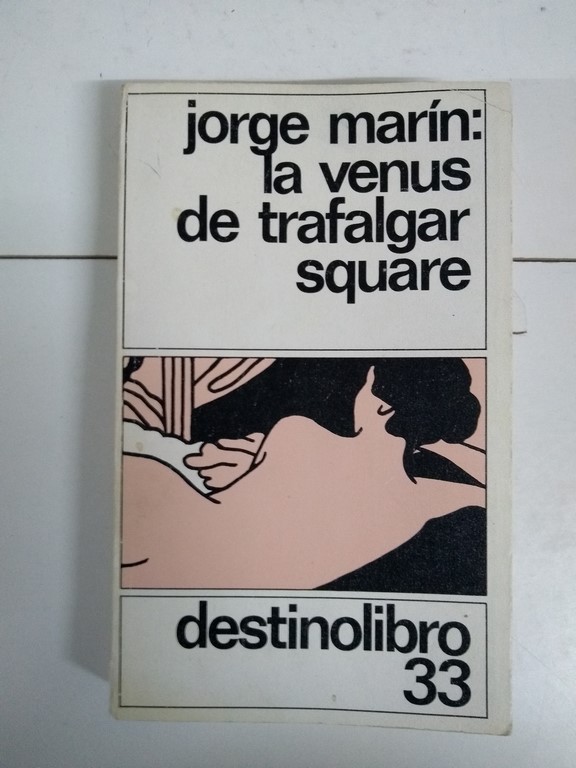 jorge marín:
la venus
de trafalgar
square
destinolibro
33